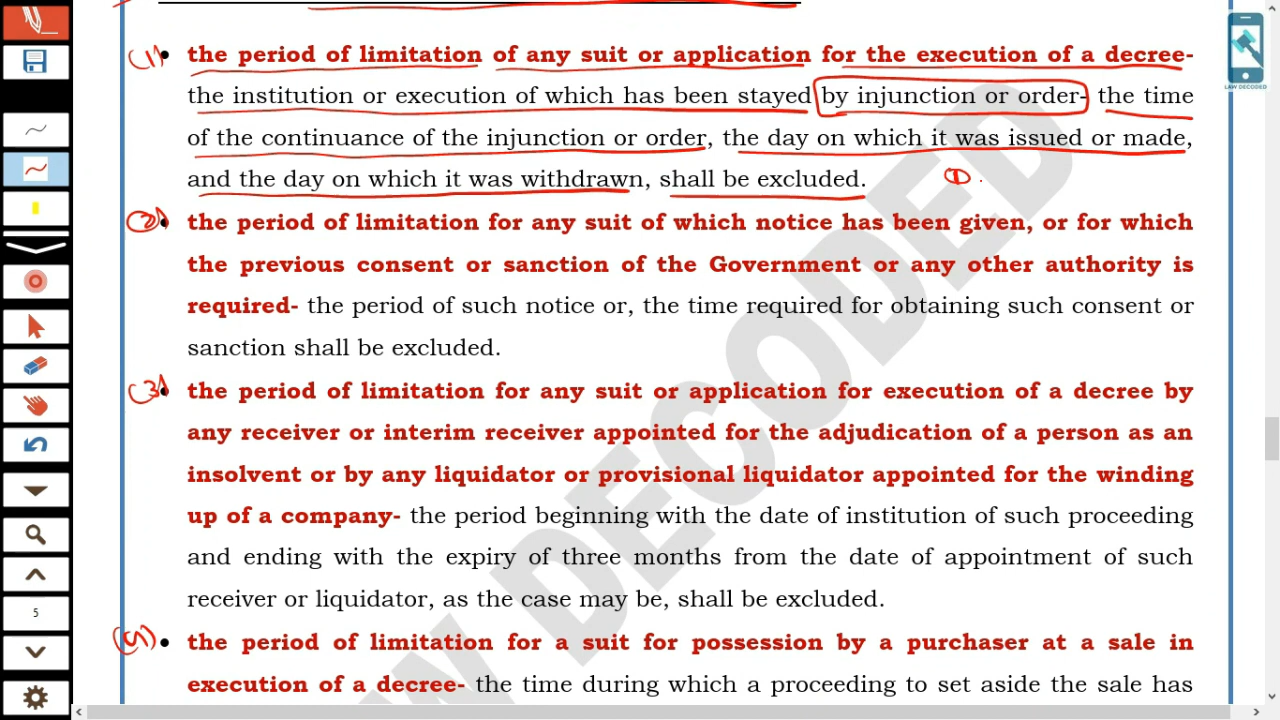 (1) • the period of limitation of any suit or application for the execution of a decree-
the institution or execution of which has been stayed by injunction or order- the time
of the continuance of the injunction or order, the day on which it was issued or made,
and the day on which it was withdrawn, shall be excluded. ①
(2) • the period of limitation for any suit of which notice has been given, or for which
the previous consent or sanction of the Government or any other authority is
required- the period of such notice or, the time required for obtaining such consent or
sanction shall be excluded.
(3) • the period of limitation for any suit or application for execution of a decree by
any receiver or interim receiver appointed for the adjudication of a person as an
insolvent or by any liquidator or provisional liquidator appointed for the winding
up of a company- the period beginning with the date of institution of such proceeding
and ending with the expiry of three months from the date of appointment of such
receiver or liquidator, as the case may be, shall be excluded.
(4) • the period of limitation for a suit for possession by a purchaser at a sale in
execution of a decree- the time during which a proceeding to set aside the sale has
LAW DECODED
W DECODED
5